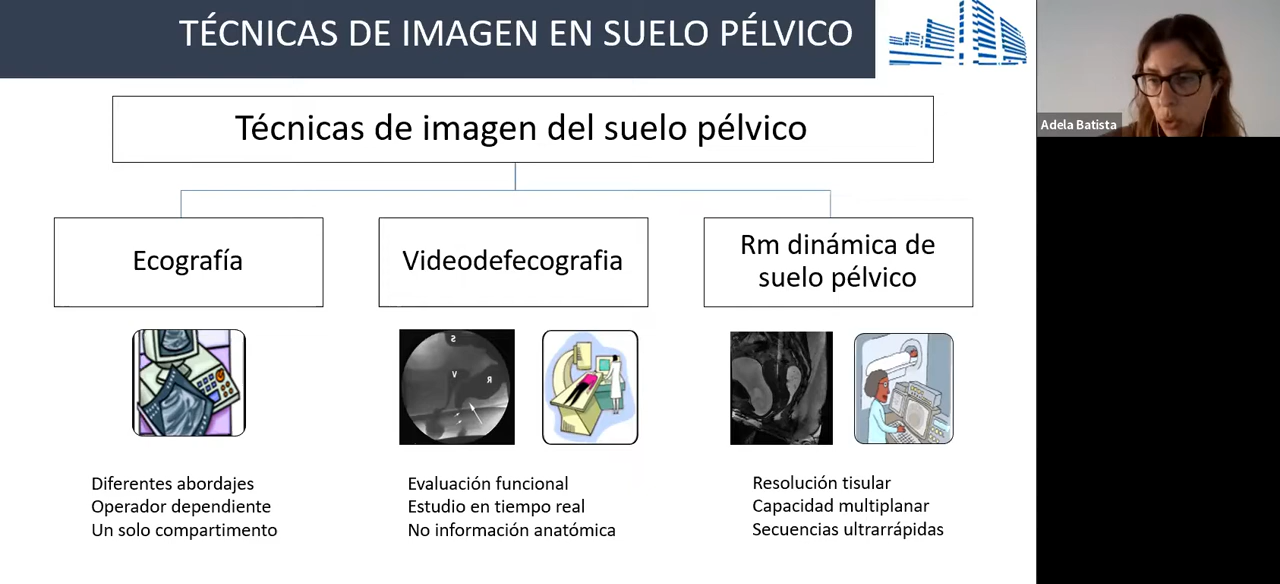 TÉCNICAS DE IMAGEN EN SUELO PÉLVICO
Adela Batista
Técnicas de imagen del suelo pélvico
Ecografía
Videodefecografia
Rm dinámica de
suelo pélvico
S
V
R
Diferentes abordajes
Operador dependiente
Un solo compartimento
Evaluación funcional
Estudio en tiempo real
No información anatómica
Resolución tisular
Capacidad multiplanar
Secuencias ultrarrápidas